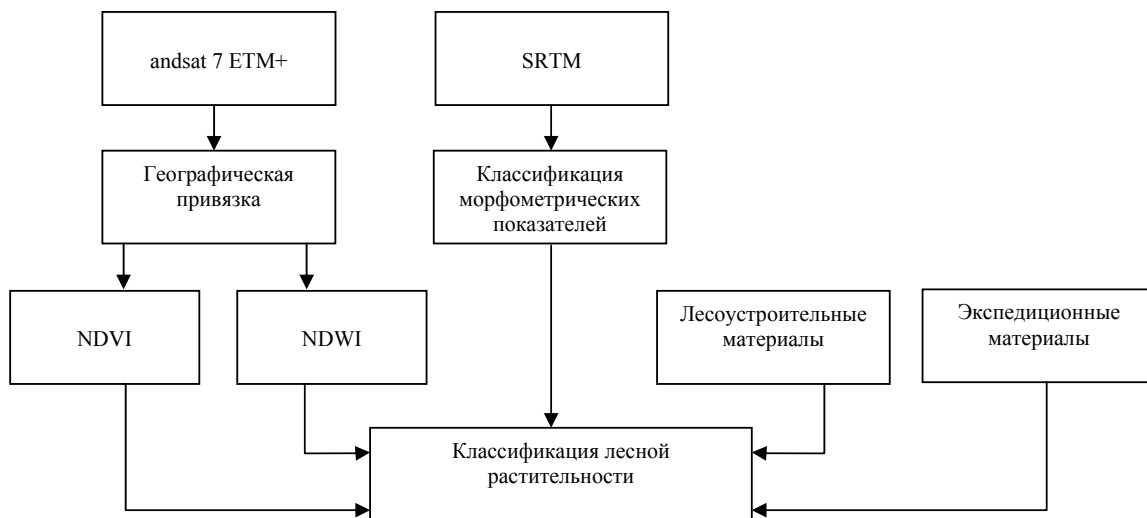 andsat 7 ETM+
SRTM
Географическая
привязка
Классификация
морфометрических
показателей
NDVI
NDWI
Лесоустроительные
материалы
Экспедиционные
материалы
Классификация лесной
растительности